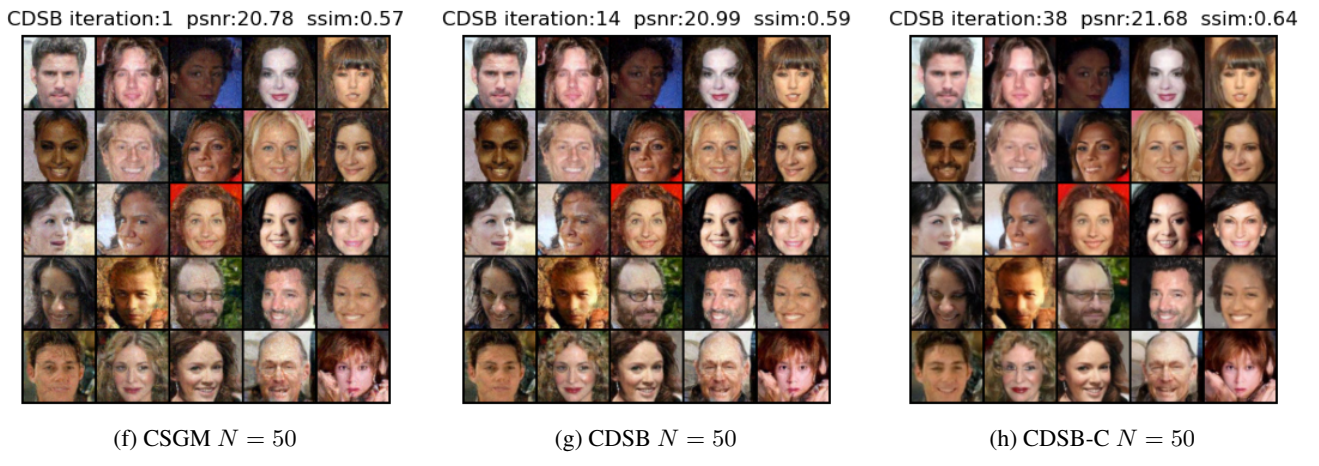 CDSB iteration:1 psnr:20.78 ssim:0.57
CDSB iteration:14 psnr:20.99 ssim:0.59
CDSB iteration:38 psnr:21.68 ssim:0.64
(f) CSGM N = 50
(g) CDSB N = 50
(h) CDSB-C N = 50